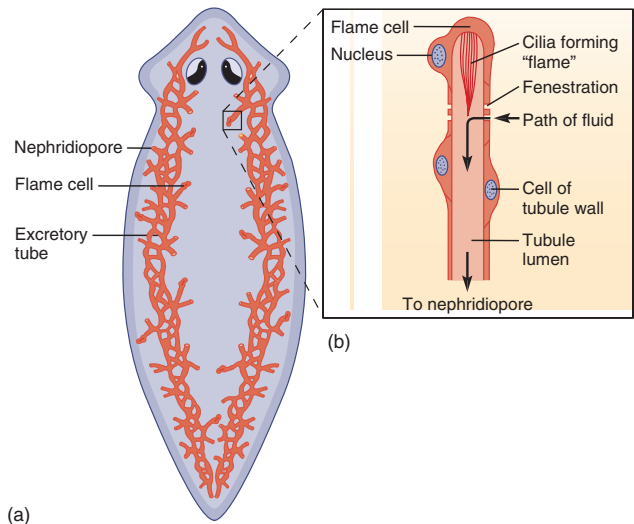 Nephridiopore
Flame cell
Excretory
tube
(a)
Flame cell
Nucleus
Cilia forming
"flame"
Fenestration
Path of fluid
Cell of
tubule wall
Tubule
lumen
To nephridiopore
(b)